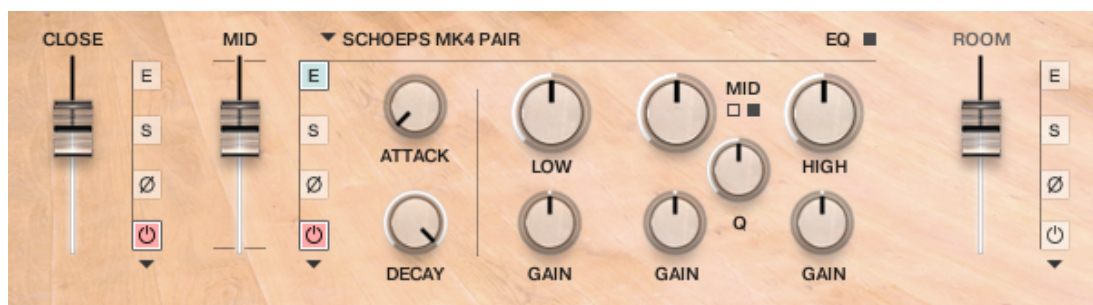 CLOSE
MID
SCHOEPS MK4 PAIR
EQ
ROOM
E
S
Ø
E
S
Ø
ATTACK
DECAY
LOW
GAIN
MID
GAIN
Q
HIGH
GAIN
E
S
Ø